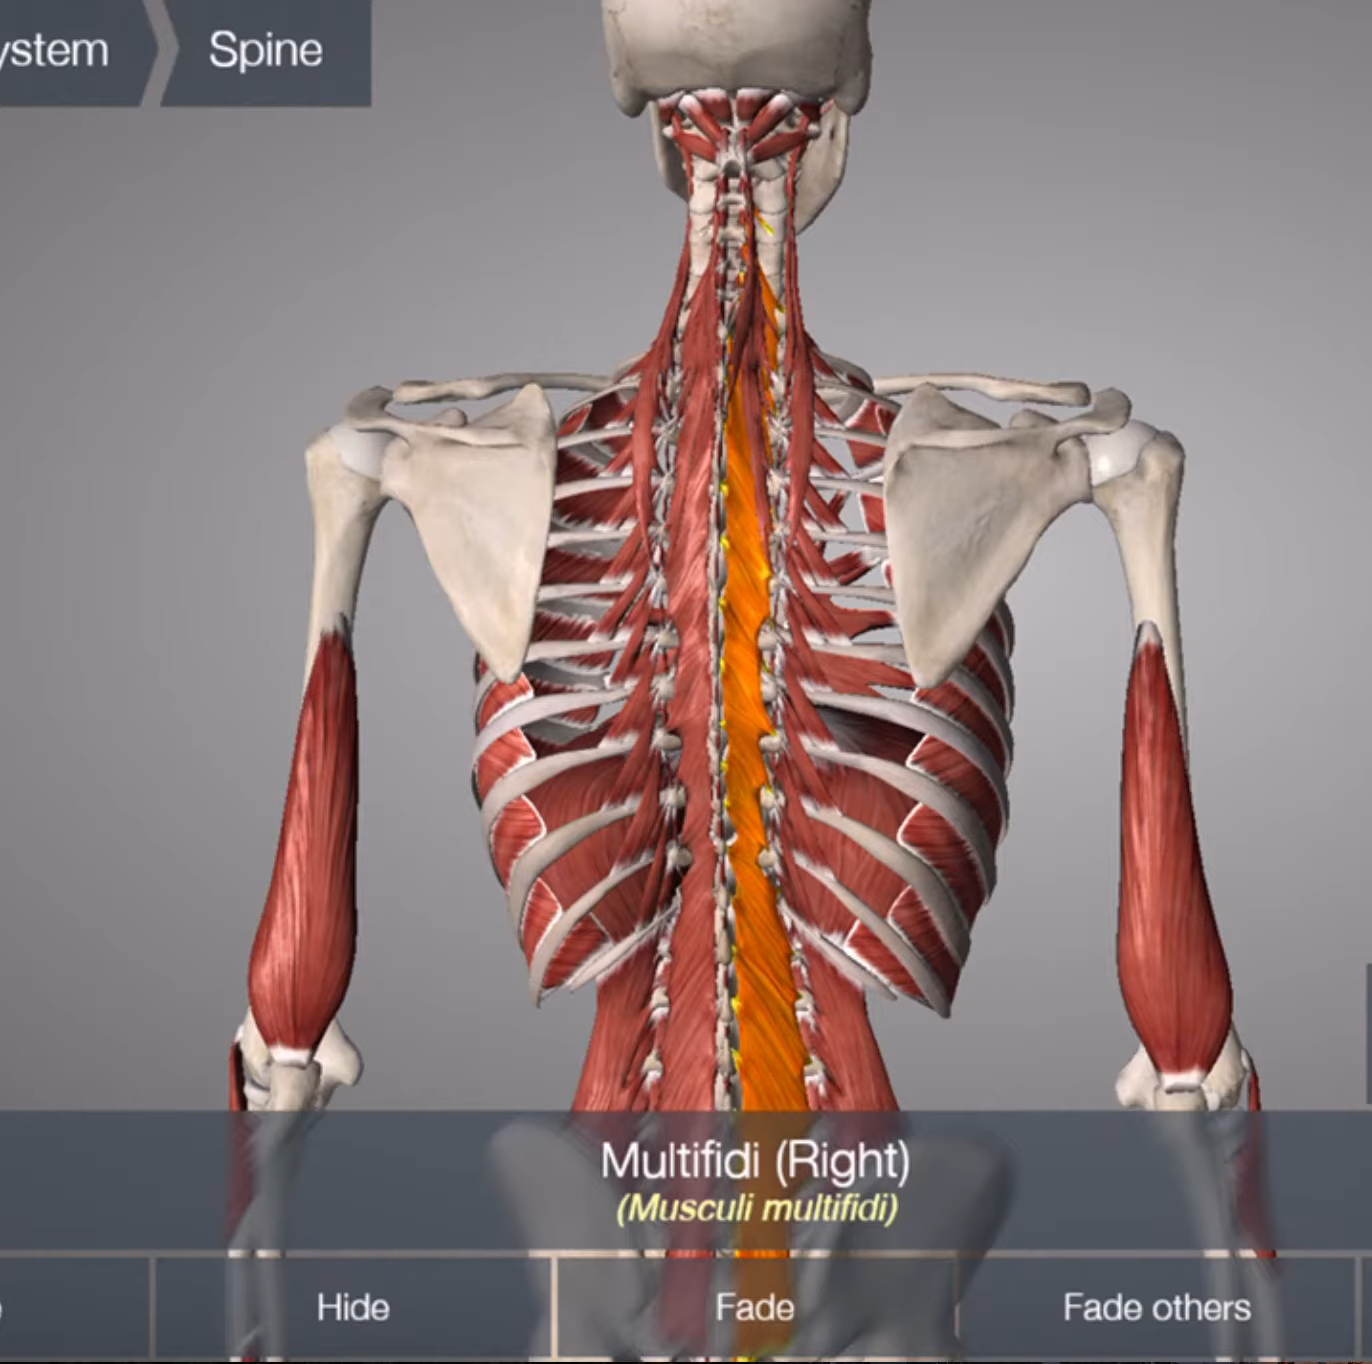 ystem
Spine
Multifidi (Right)
(Musculi multifidi)
Hide
Fade
Fade others